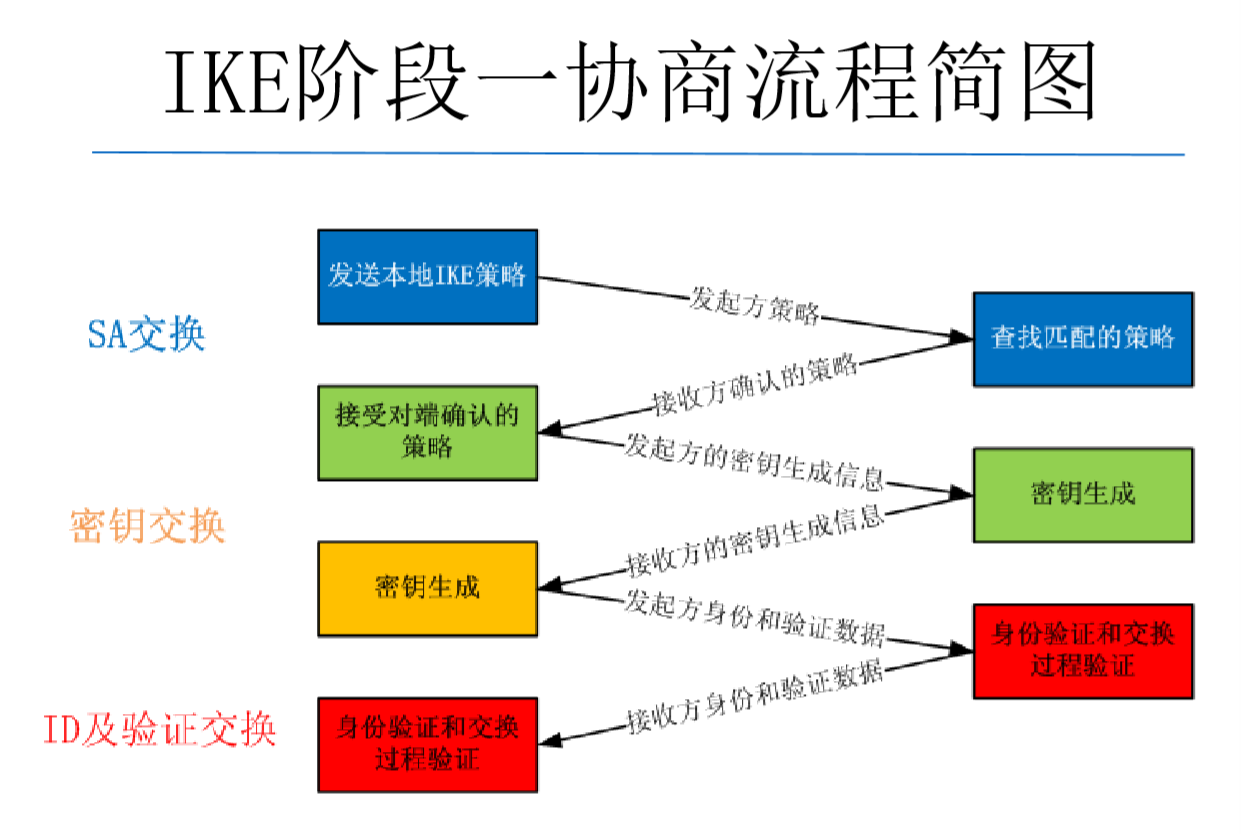 IKE阶段一协商流程简图
发送本地IKE策略
发起方策略
查找匹配的策略
SA交换
接收方确认的策略
接受对端确认的
策略
发起方的密钥生成信息
密钥生成
密钥交换
接收方的密钥生成信息
密钥生成
发起方身份和验证数据
身份验证和交换
过程验证
接收方身份和验证数据
ID及验证交换
身份验证和交换
过程验证